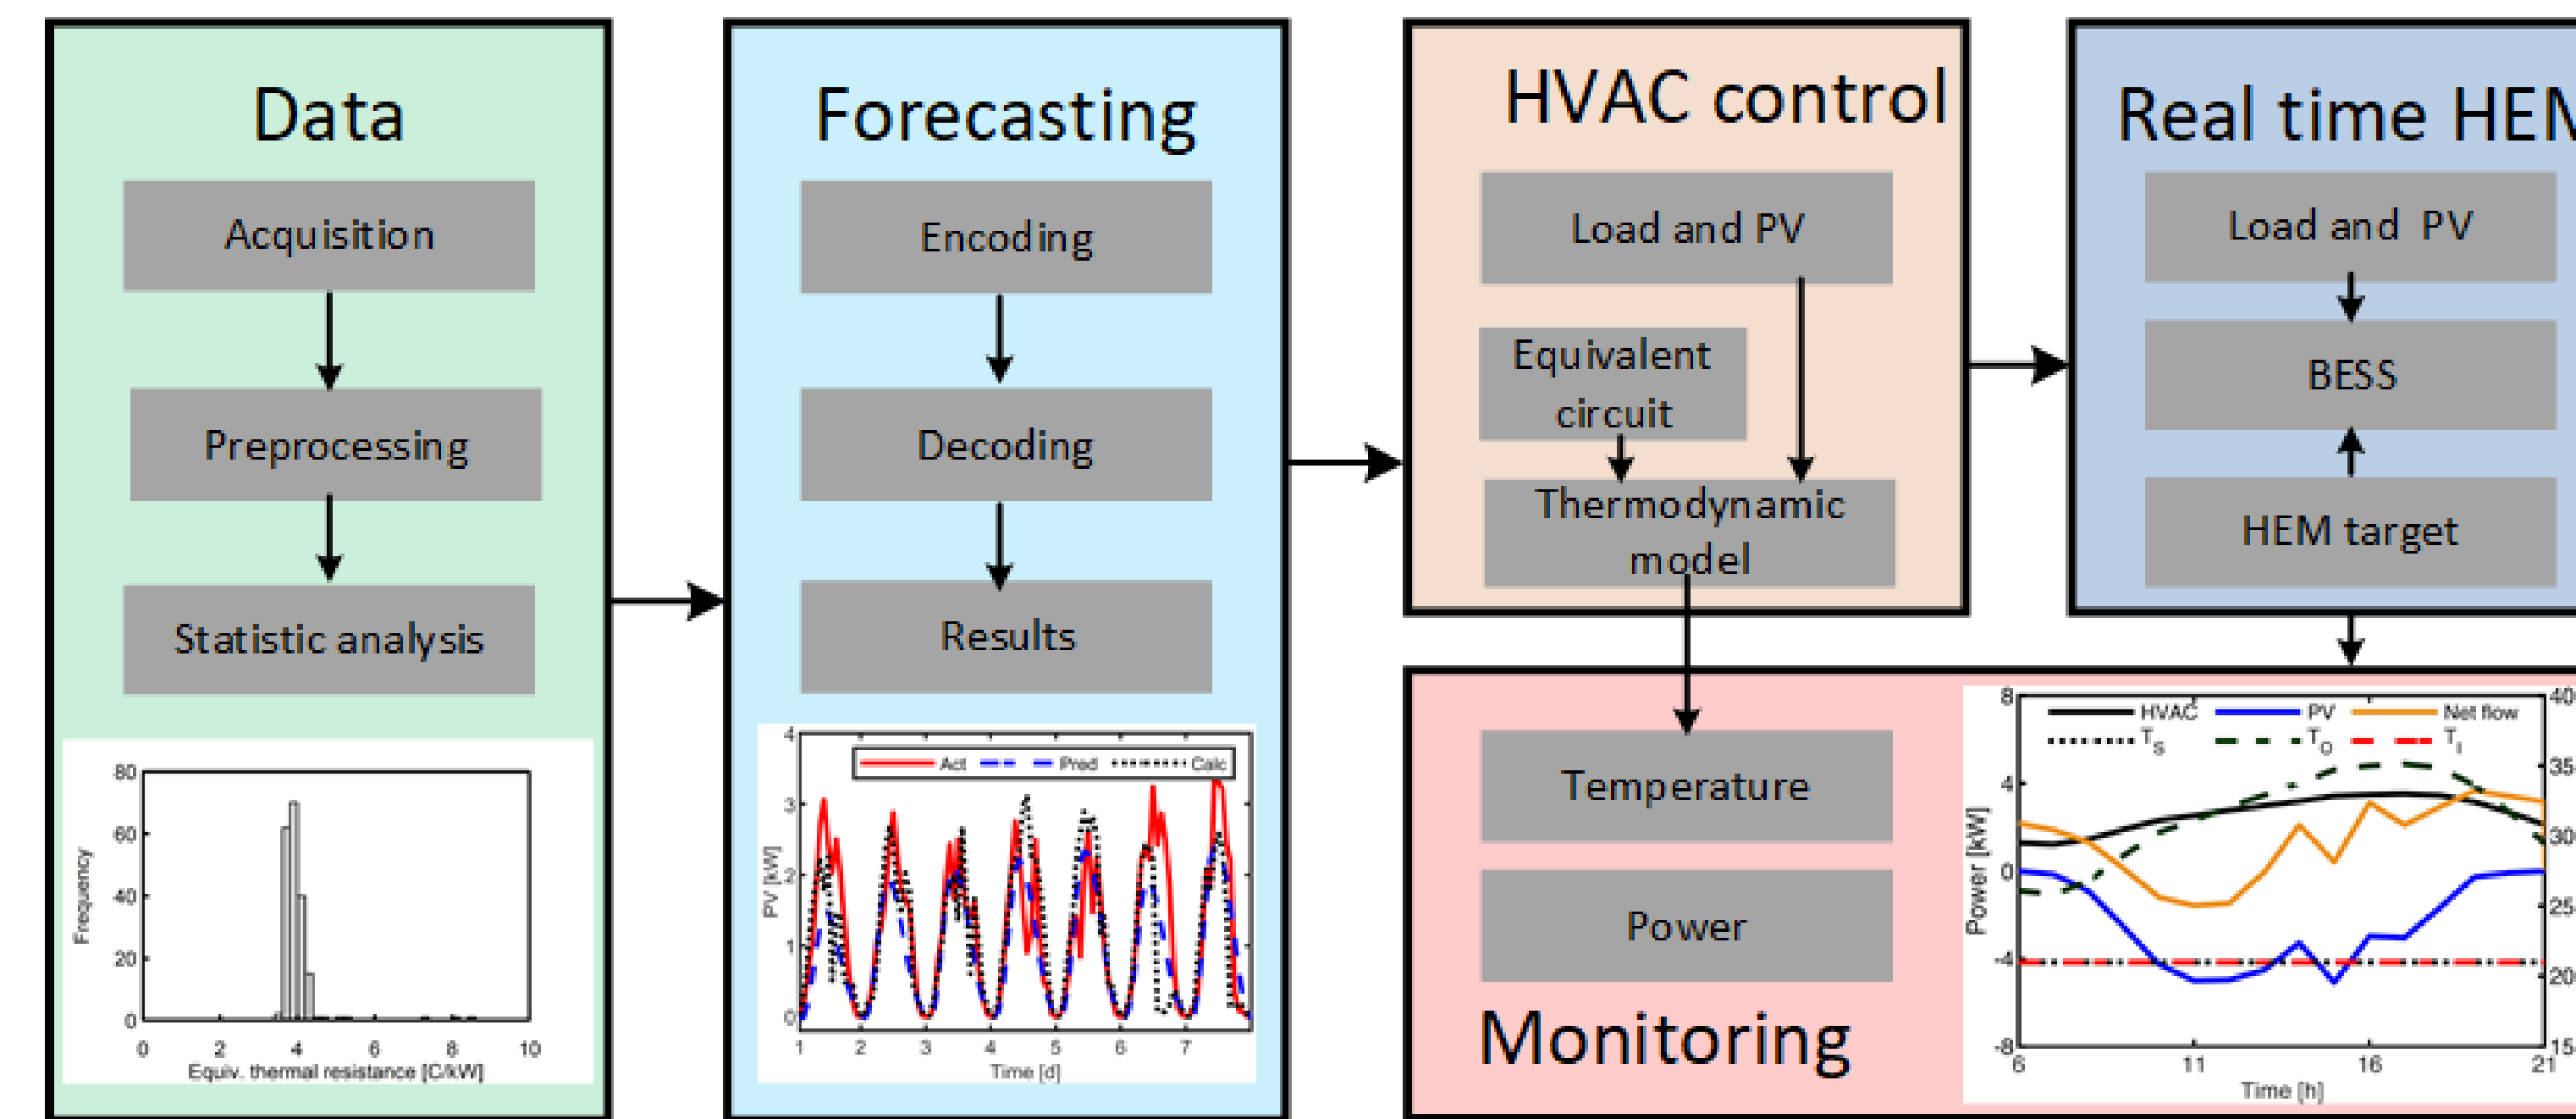 Data
Acquisition
Preprocessing
Statistic analysis
80
60
40
20
0
Frequency
0 2 4 6 8 10
Equiv. thermal resistance [C/kW]
Forecasting
Encoding
Decoding
Results
4
3
2
1
0
PV [kW]
Act Pred Calc
1 2 3 4 5 6 7
Time [d]
HVAC control
Load and PV
Equivalent
circuit
Thermodynamic
model
Real time HEM
Load and PV
BESS
HEM target
Temperature
Power
Monitoring
8
4
0
-4
-8
Power [kW]
HVAC PV Net flow
TS TO TI
40
35
30
25
20
15
6 11 16 21
Time [h]